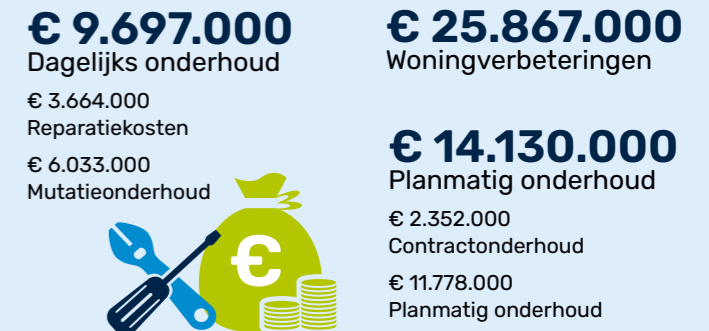 € 9.697.000
Dagelijks onderhoud
€ 3.664.000
Reparatiekosten
€ 6.033.000
Mutatieonderhoud
€
€ 25.867.000
Woningverbeteringen
€ 14.130.000
Planmatig onderhoud
€ 2.352.000
Contractonderhoud
€ 11.778.000
Planmatig onderhoud